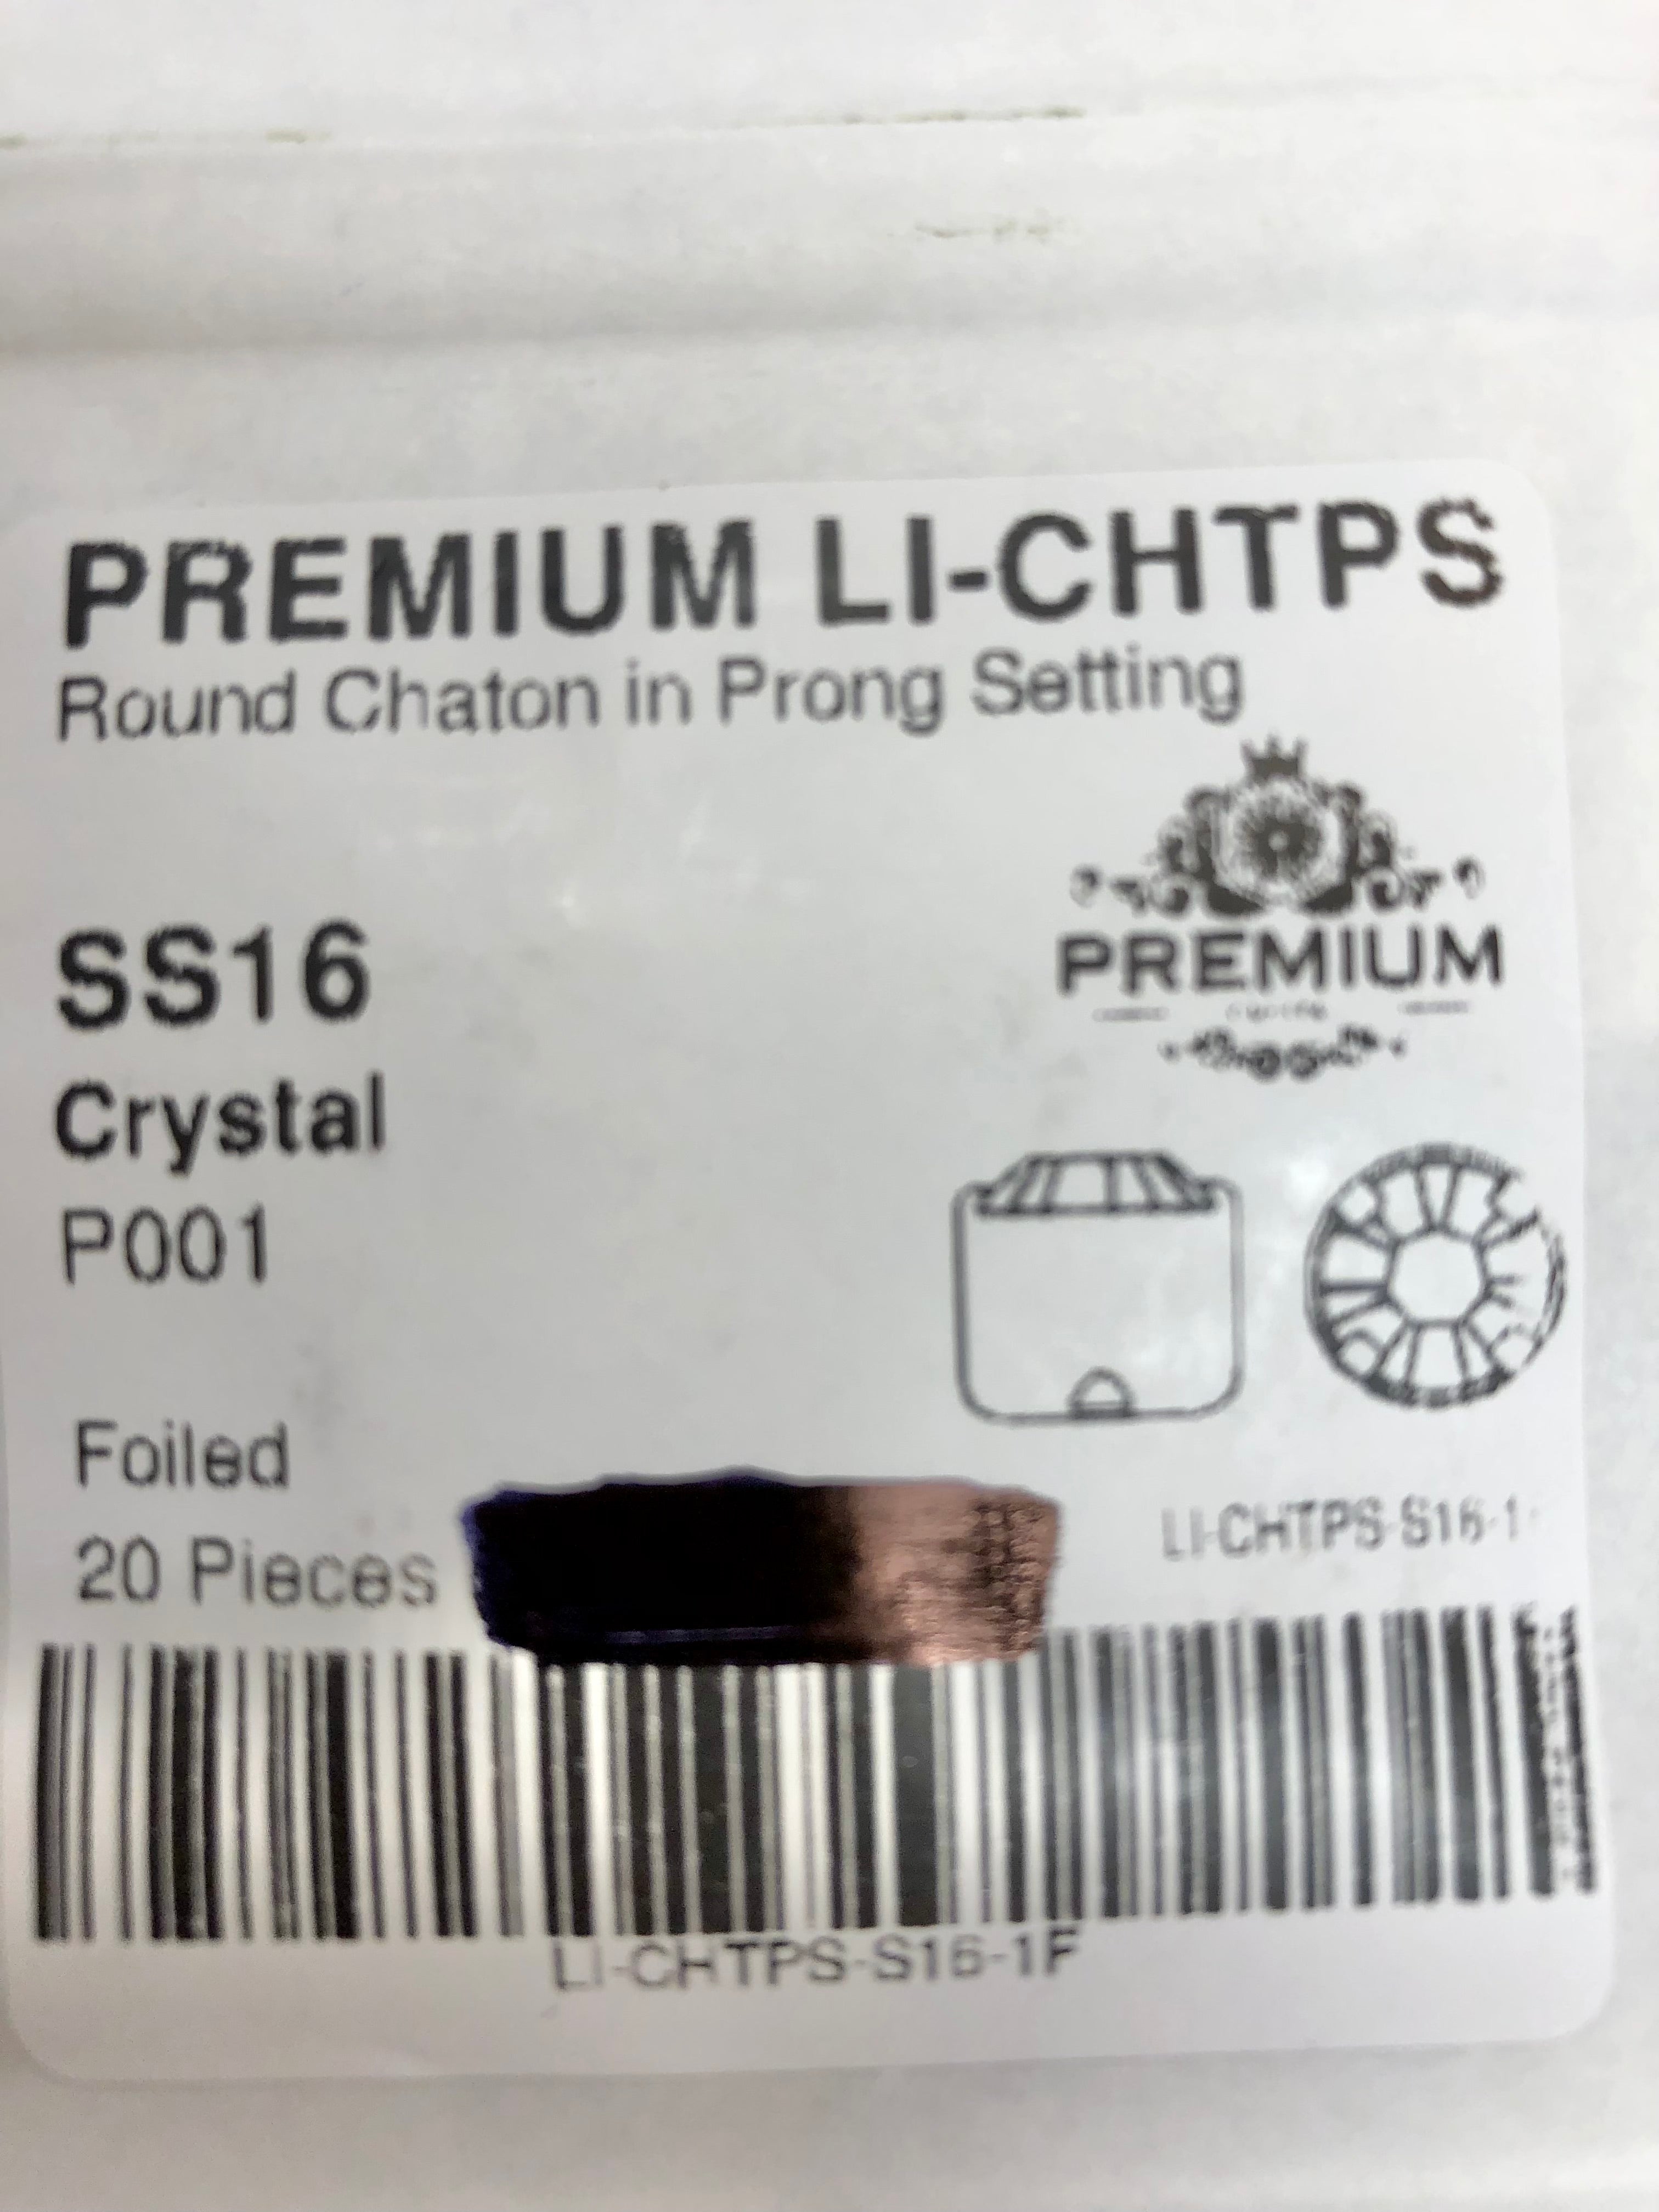 PREMIUM LI-CHTPS
Round Chaton in Prong Setting
PREMIUM
SS16
Crystal
P001
Foiled
20 Pieces
LI-CHTPS-S16-1
LI-CHTPS-S16-1F